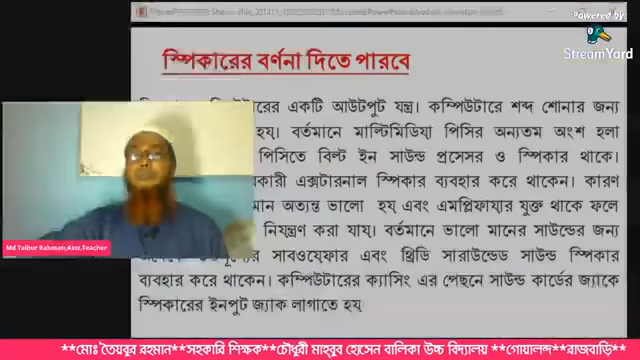 Powered by
StreamYard
স্পিকারের বর্ণনা দিতে পারবে
একটি আউটপুট যন্ত্র। কম্পিউটারে শব্দ শোনার জন্য
হয়। বর্তমানে মাল্টিমিডিয়া পিসির অন্যতম অংশ হলা
পিসিতে বিল্ট ইন সাউন্ড প্রসেসর ও স্পিকার থাকে।
এক্সটারনাল স্পিকার ব্যবহার করে থাকেন। কারণ
অত্যন্ত ভালো হয় এবং এমপ্লিফায়ার যুক্ত থাকে ফলে
নিয়ন্ত্রণ করা যায়। বর্তমানে ভালো মানের সাউন্ডের জন্য
সাবওয়েফার এবং থ্রিডি সারাউন্ডেড সাউন্ড স্পিকার
ব্যবহার করে থাকেন। কম্পিউটারের ক্যাসিং এর পেছনে সাউন্ড কার্ডের জ্যাকে
স্পিকারের ইনপুট জ্যাক লাগাতে হয়
Md Taibur Rahman,Aist.Teacher
**মোঃ তৈয়বুর রহমান**সহকারি শিক্ষক**চৌধুরী মাহবুব হোসেন বালিকা উচ্চ বিদ্যালয় **গোয়ালন্দ**রাজবাড়ি**